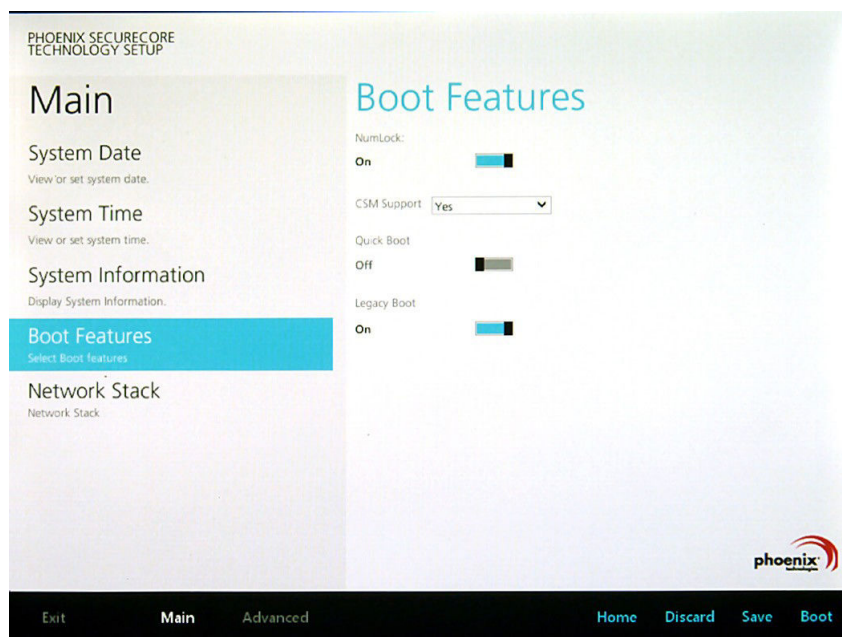 PHOENIX SECURECORE
TECHNOLOGY SETUP
Main
System Date
View or set system date.
System Time
View or set system time.
System Information
Display System Information.
Boot Features
Select Boot features
Network Stack
Network Stack
Boot Features
NumLock:
On
CSM Support Yes
Quick Boot
Off
Legacy Boot
On
phoenix
technologies
Exit Main Advanced Home Discard Save Boot